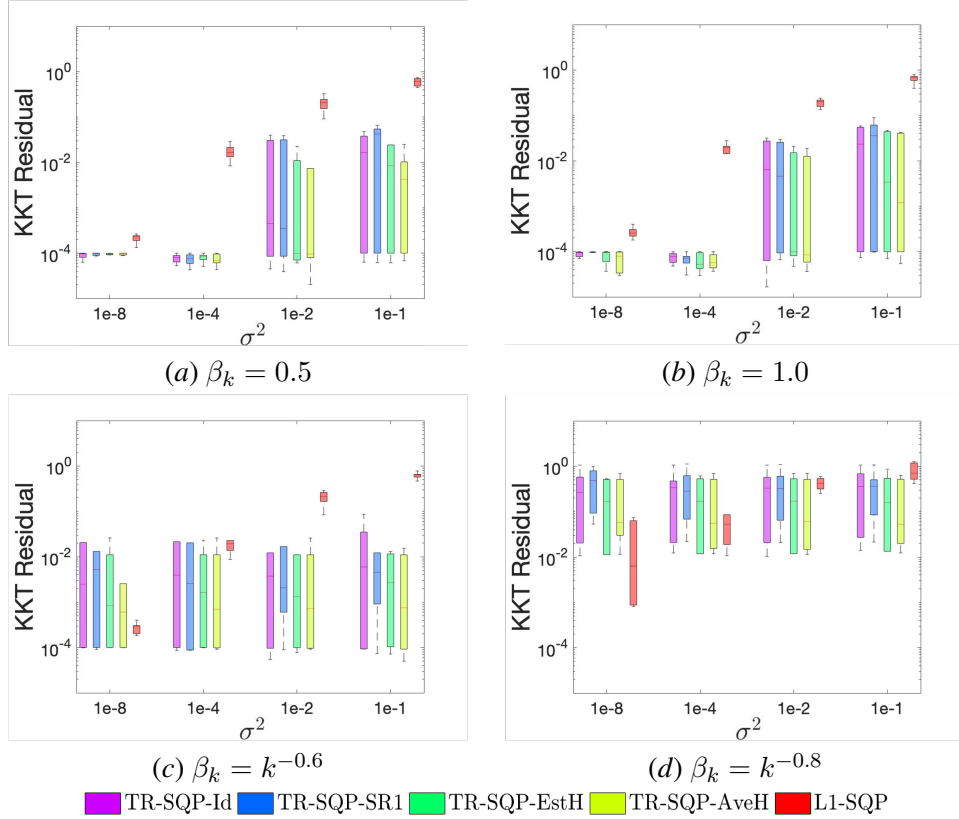 KKT Residual
10^0
10^-2
10^-4
1e-8 1e-4 1e-2 1e-1
σ^2
(a) β_k = 0.5
KKT Residual
10^0
10^-2
10^-4
1e-8 1e-4 1e-2 1e-1
σ^2
(b) β_k = 1.0
KKT Residual
10^0
10^-2
10^-4
1e-8 1e-4 1e-2 1e-1
σ^2
(c) β_k = k^-0.6
KKT Residual
10^0
10^-2
10^-4
1e-8 1e-4 1e-2 1e-1
σ^2
(d) β_k = k^-0.8
TR-SQP-Id TR-SQP-SR1 TR-SQP-EstH TR-SQP-AveH L1-SQP